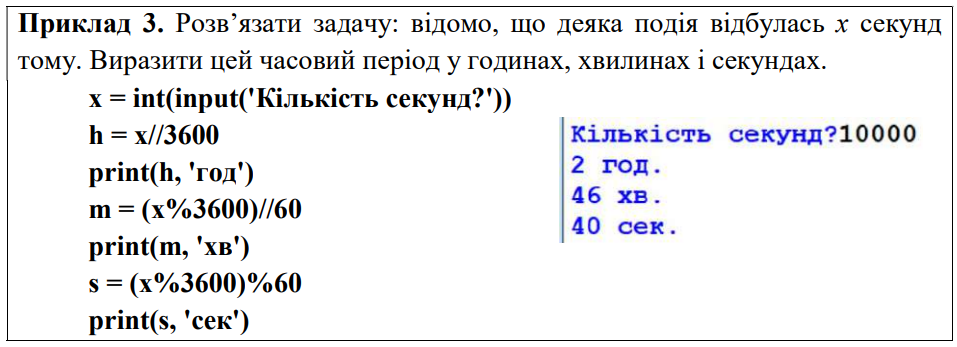 Приклад 3. Розв’язати задачу: відомо, що деяка подія відбулась x секунд
тому. Виразити цей часовий період у годинах, хвилинах і секундах.
x = int(input('Кількість секунд?'))
h = x//3600
print(h, 'год')
m = (x%3600)//60
print(m, 'хв')
s = (x%3600)%60
print(s, 'сек')
Кількість секунд?10000
2 год.
46 хв.
40 сек.